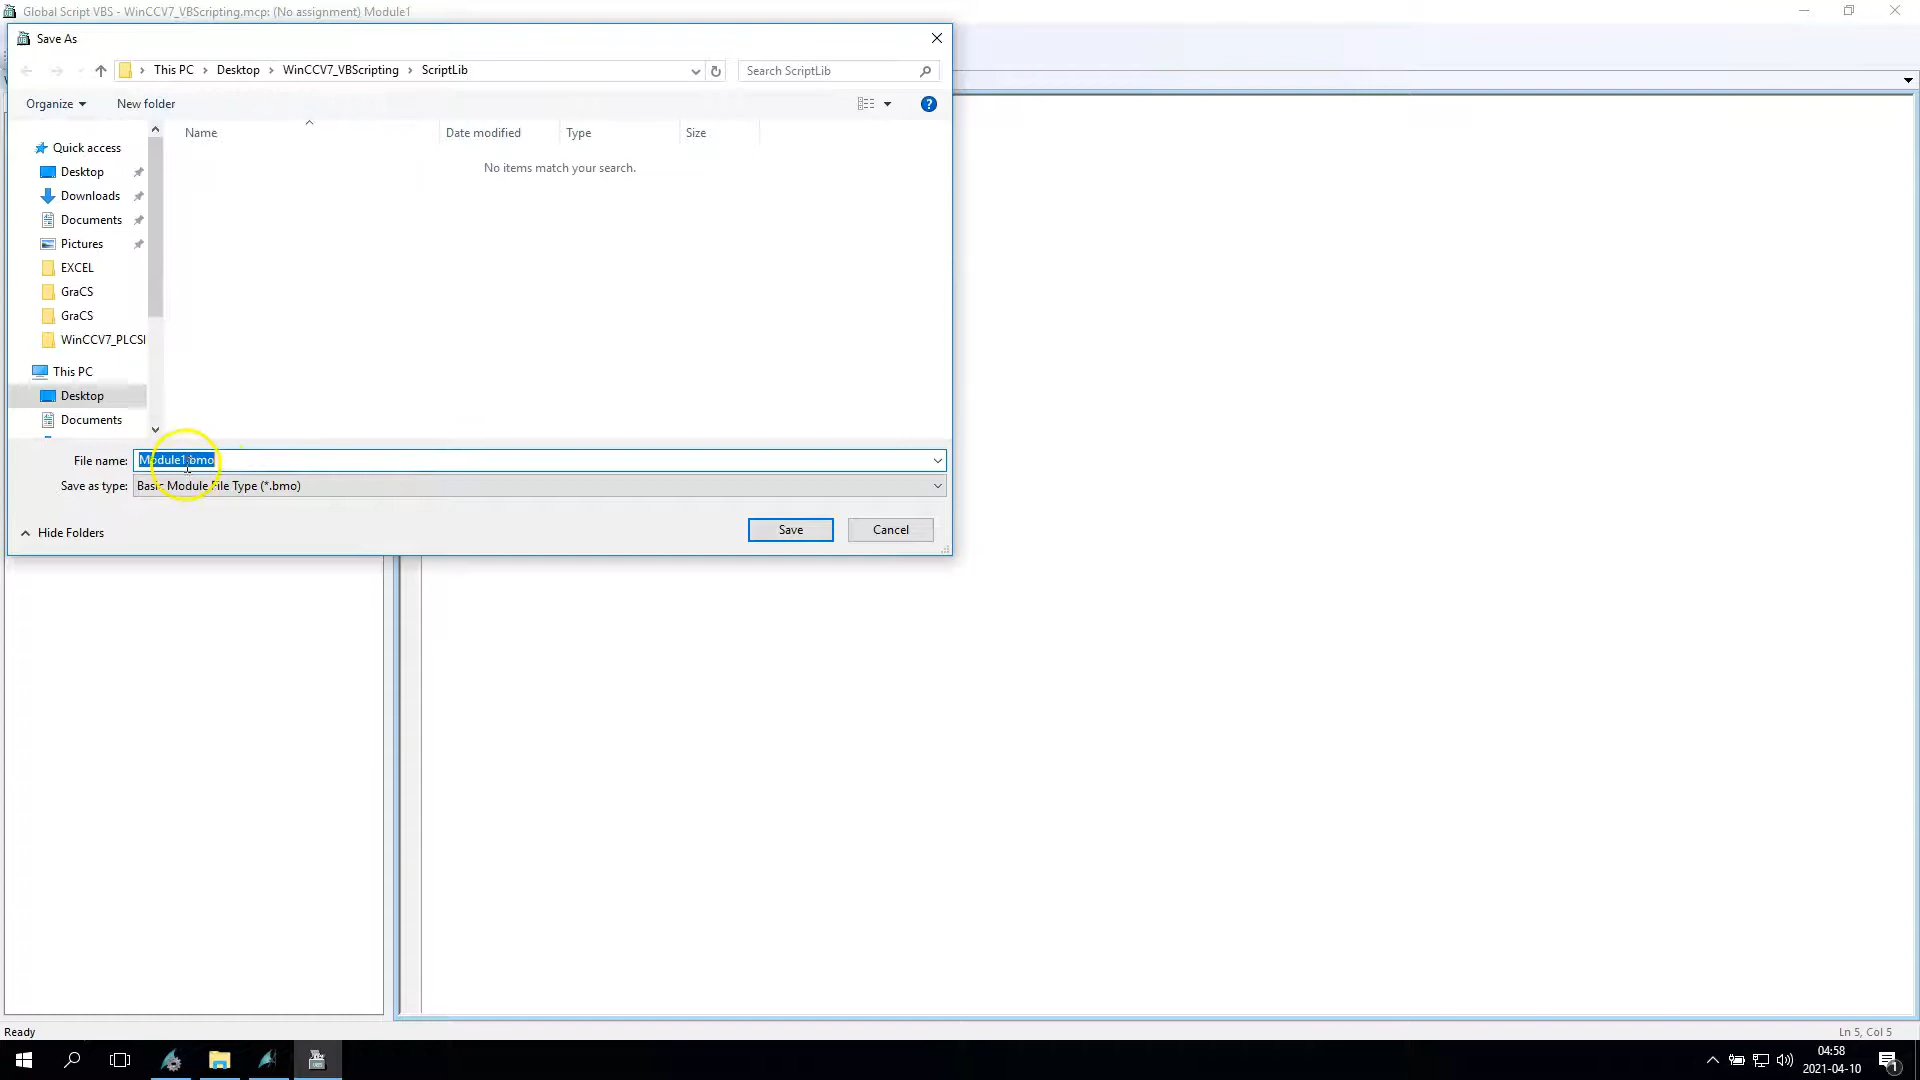 Global Script VBS - WinCCV7_VBScripting.mcp: (No assignment) Module1
Save As
This PC > Desktop > WinCCV7_VBScripting > ScriptLib
Search ScriptLib
Organize
New folder
?
Name
Date modified
Type
Size
No items match your search.
Quick access
Desktop
Downloads
Documents
Pictures
EXCEL
GraCS
GraCS
WinCCV7_PLCSI
This PC
Desktop
Documents
File name:
Module1.bmo
Save as type:
Basic Module File Type (*.bmo)
Hide Folders
Save
Cancel
Ready
Ln 5, Col 5
04:58
2021-04-10
1